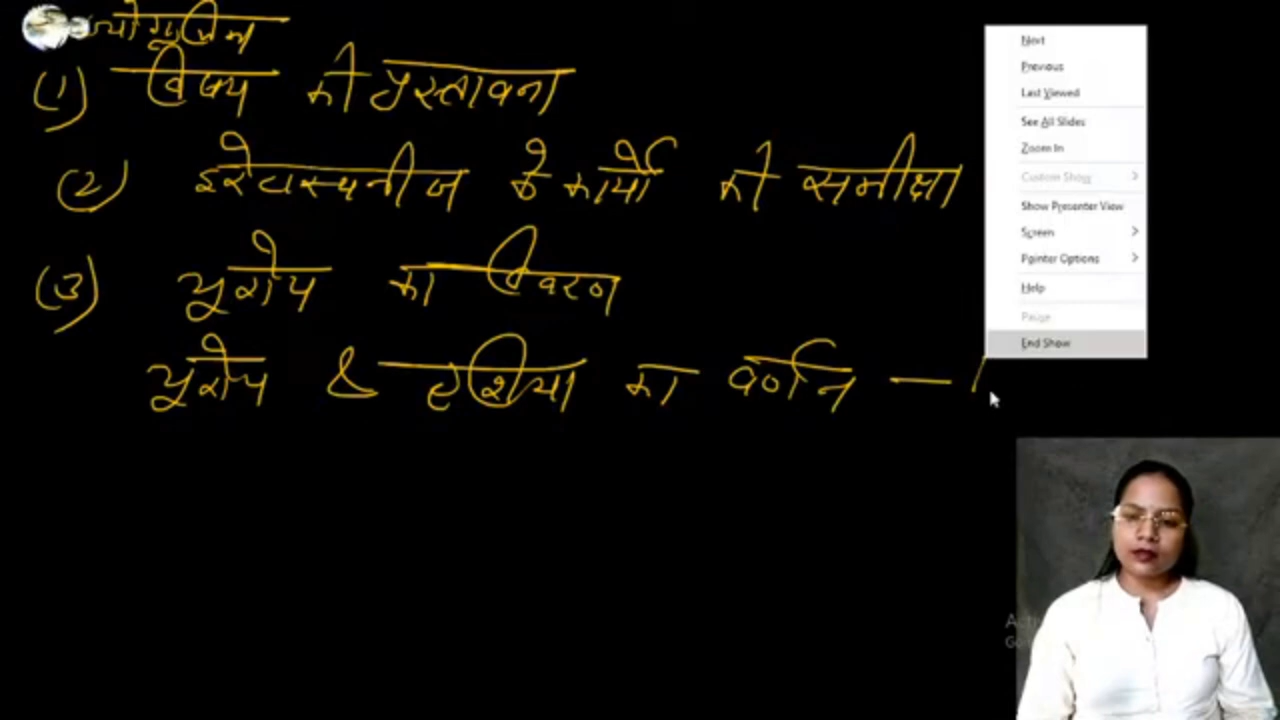 (1) विषय की प्रस्तावना
(2) इरेटास्थनीज के कार्यो की समीक्षा
(3) यूरोप का विवरण
यूरोप & एशिया का वर्णन —
Next
Previous
Last Viewed
See All Slides
Zoom In
Custom Show
Show Presenter View
Screen
Pointer Options
Help
Pause
End Show